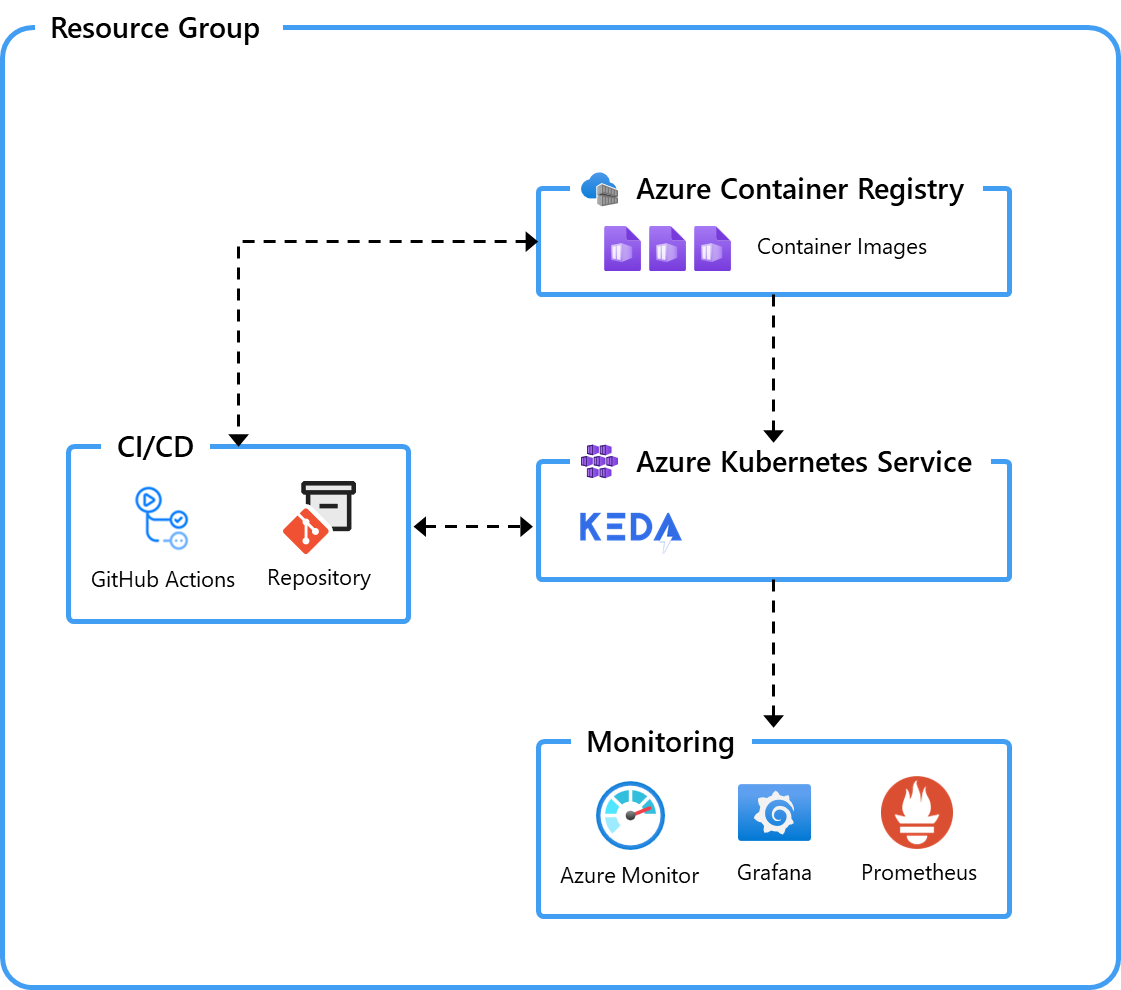 Resource Group
Azure Container Registry
Container Images
CI/CD
GitHub Actions
Repository
Azure Kubernetes Service
KEDA
Monitoring
Azure Monitor
Grafana
Prometheus